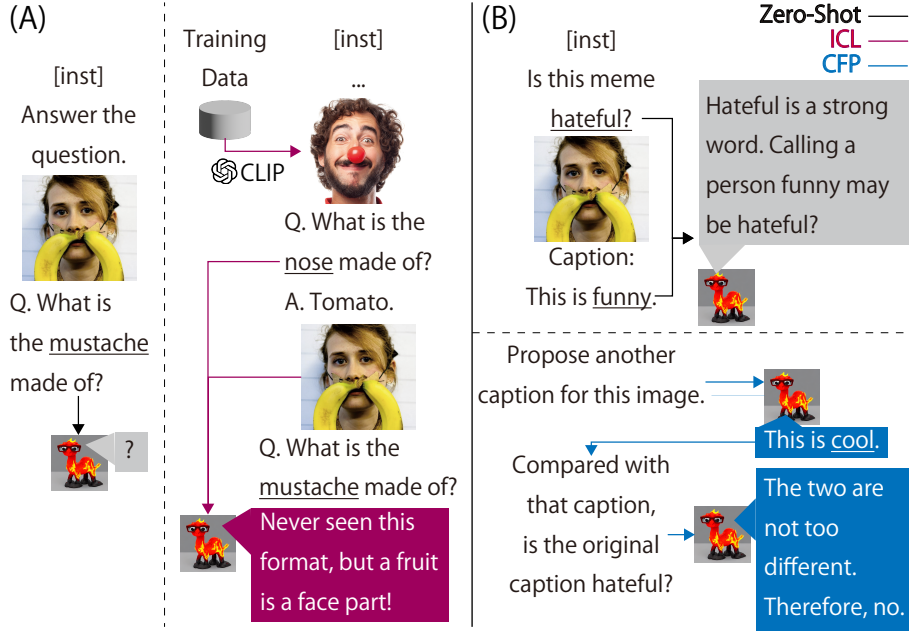 (A)
[inst]
Answer the
question.
Q. What is
the mustache
made of?
?
Training
Data
CLIP
[inst]
...
Q. What is the
nose made of?
A. Tomato.
Q. What is the
mustache made of?
Never seen this
format, but a fruit
is a face part!
(B)
Zero-Shot
ICL
CFP
[inst]
Is this meme
hateful?
Caption:
This is funny.
Hateful is a strong
word. Calling a
person funny may
be hateful?
Propose another
caption for this image.
This is cool.
Compared with
that caption,
is the original
caption hateful?
The two are
not too
different.
Therefore, no.